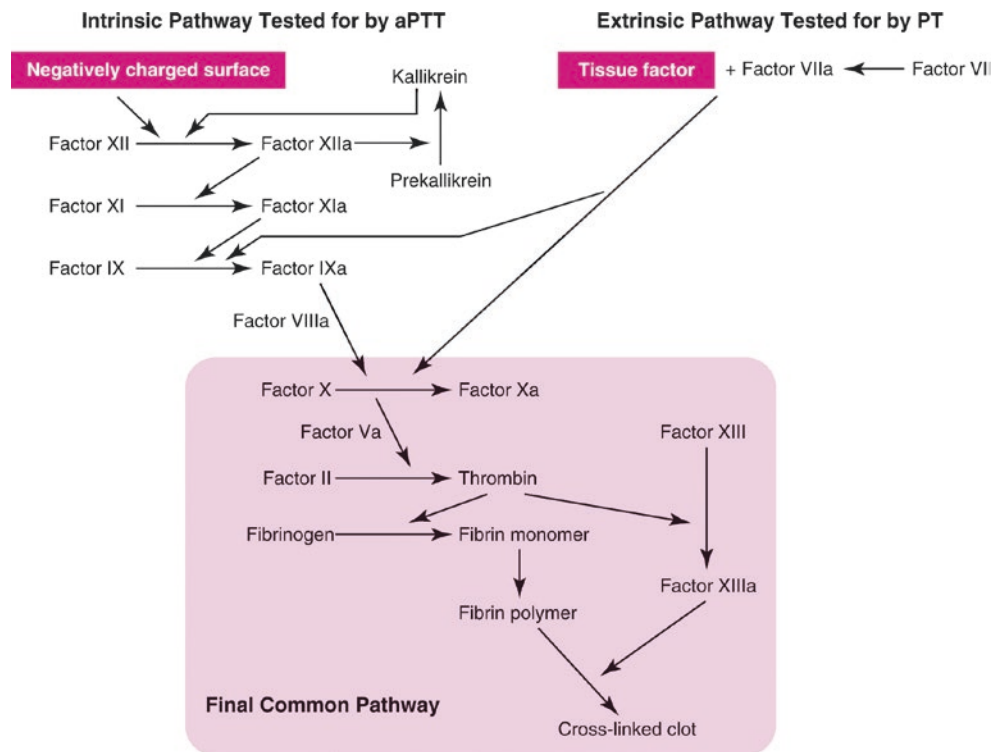 Intrinsic Pathway Tested for by aPTT
Extrinsic Pathway Tested for by PT
Negatively charged surface
Kallikrein
Tissue factor
+ Factor VIIa
Factor VII
Factor XII
Factor XIIa
Prekallikrein
Factor XI
Factor XIa
Factor IX
Factor IXa
Factor VIIIa
Factor X
Factor Xa
Factor Va
Factor XIII
Factor II
Thrombin
Fibrinogen
Fibrin monomer
Factor XIIIa
Fibrin polymer
Final Common Pathway
Cross-linked clot